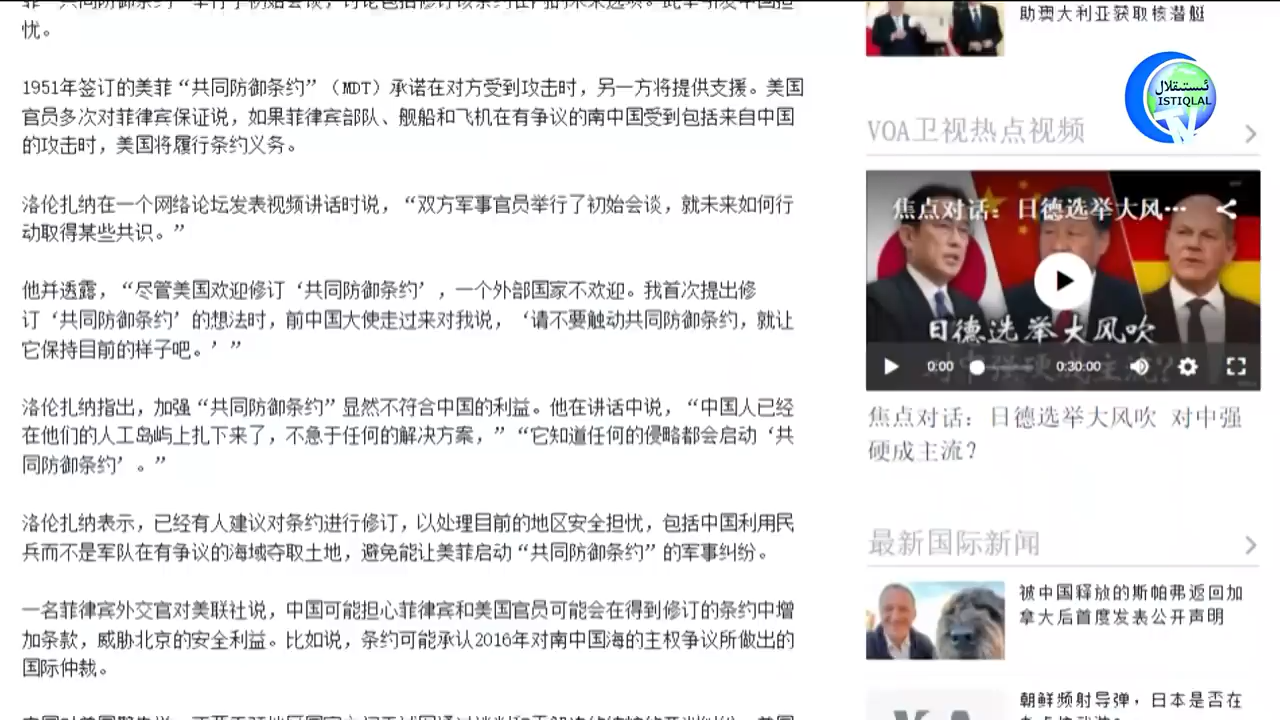 忧。
1951年签订的美菲“共同防御条约”（MDT）承诺在对方受到攻击时，另一方将提供支援。美国
官员多次对菲律宾保证说，如果菲律宾部队、舰船和飞机在有争议的南中国受到包括来自中国
的攻击时，美国将履行条约义务。
洛伦扎纳在一个网络论坛发表视频讲话时说，“双方军事官员举行了初始会谈，就未来如何行
动取得某些共识。”
他并透露，“尽管美国欢迎修订‘共同防御条约’，一个外部国家不欢迎。我首次提出修
订‘共同防御条约’的想法时，前中国大使走过来对我说，‘请不要触动共同防御条约，就让
它保持目前的样子吧。’”
洛伦扎纳指出，加强“共同防御条约”显然不符合中国的利益。他在讲话中说，“中国人已经
在他们的人工岛屿上扎下来了，不急于任何的解决方案，”“它知道任何的侵略都会启动‘共
同防御条约’。”
洛伦扎纳表示，已经有人建议对条约进行修订，以处理目前的地区安全担忧，包括中国利用民
兵而不是军队在有争议的海域夺取土地，避免能让美菲启动“共同防御条约”的军事纠纷。
一名菲律宾外交官对美联社说，中国可能担心菲律宾和美国官员可能会在得到修订的条约中增
加条款，威胁北京的安全利益。比如说，条约可能承认2016年对南中国海的主权争议所做出的
国际仲裁。
助澳大利亚获取核潜艇
ئىستىقلال
ISTIQLAL
TV
VOA卫视热点视频
焦点对话：日德选举大风…
日德选举大风吹
对中强硬成主流?
0:00
0:30:00
焦点对话：日德选举大风吹 对中强
硬成主流?
最新国际新闻
被中国释放的斯帕弗返回加
拿大后首度发表公开声明
朝鲜频射导弹，日本是否在